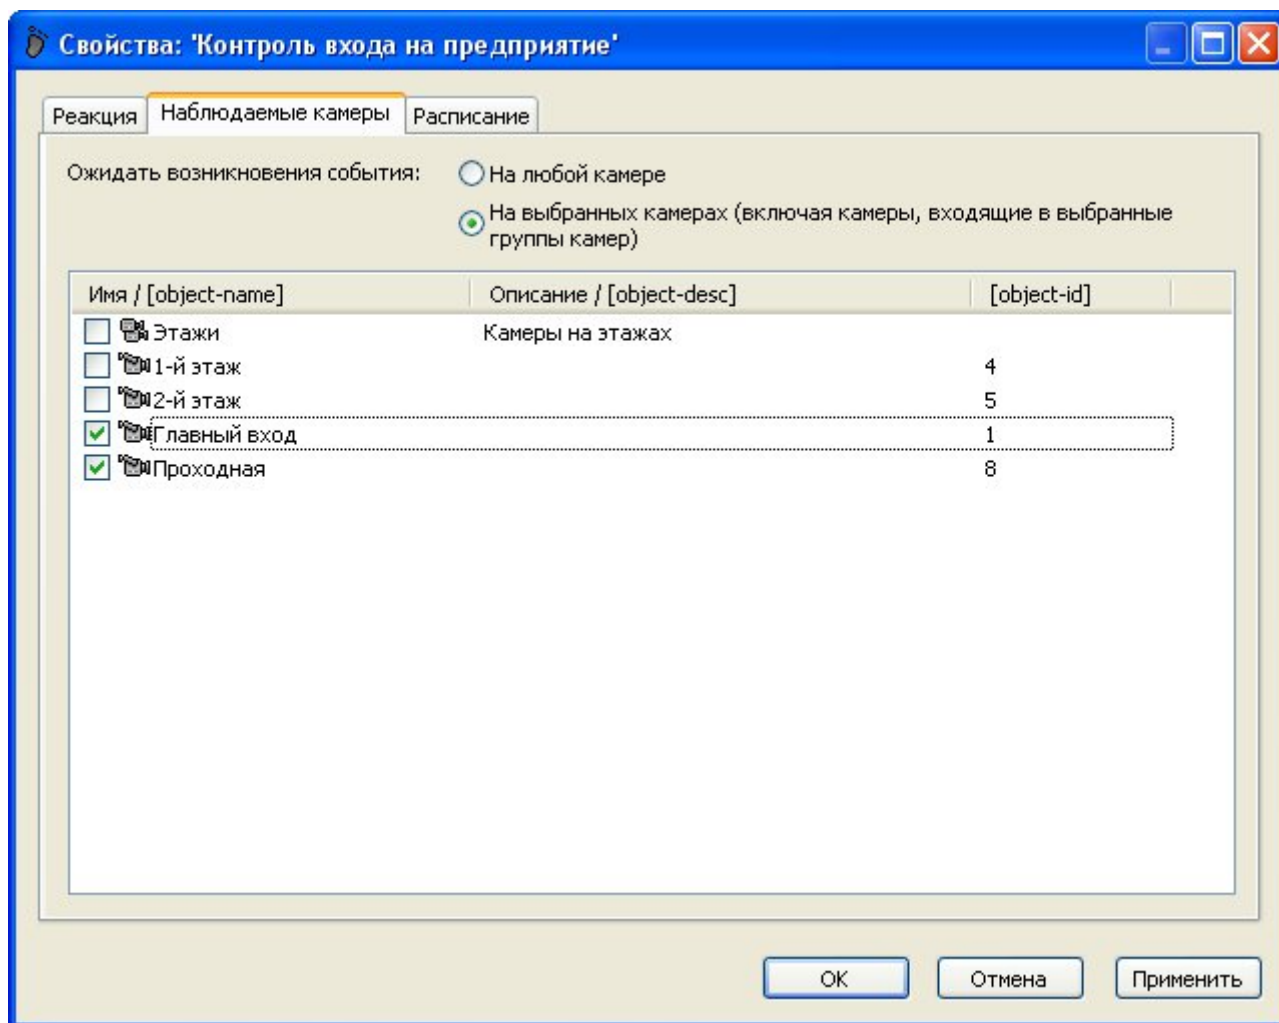 Свойства: 'Контроль входа на предприятие'
Реакция Наблюдаемые камеры Расписание
Ожидать возникновения события: На любой камере
На выбранных камерах (включая камеры, входящие в выбранные
группы камер)
Имя / [object-name] Описание / [object-desc] [object-id]
Этажи Камеры на этажах
1-й этаж 4
2-й этаж 5
Главный вход 1
Проходная 8
OK Отмена Применить